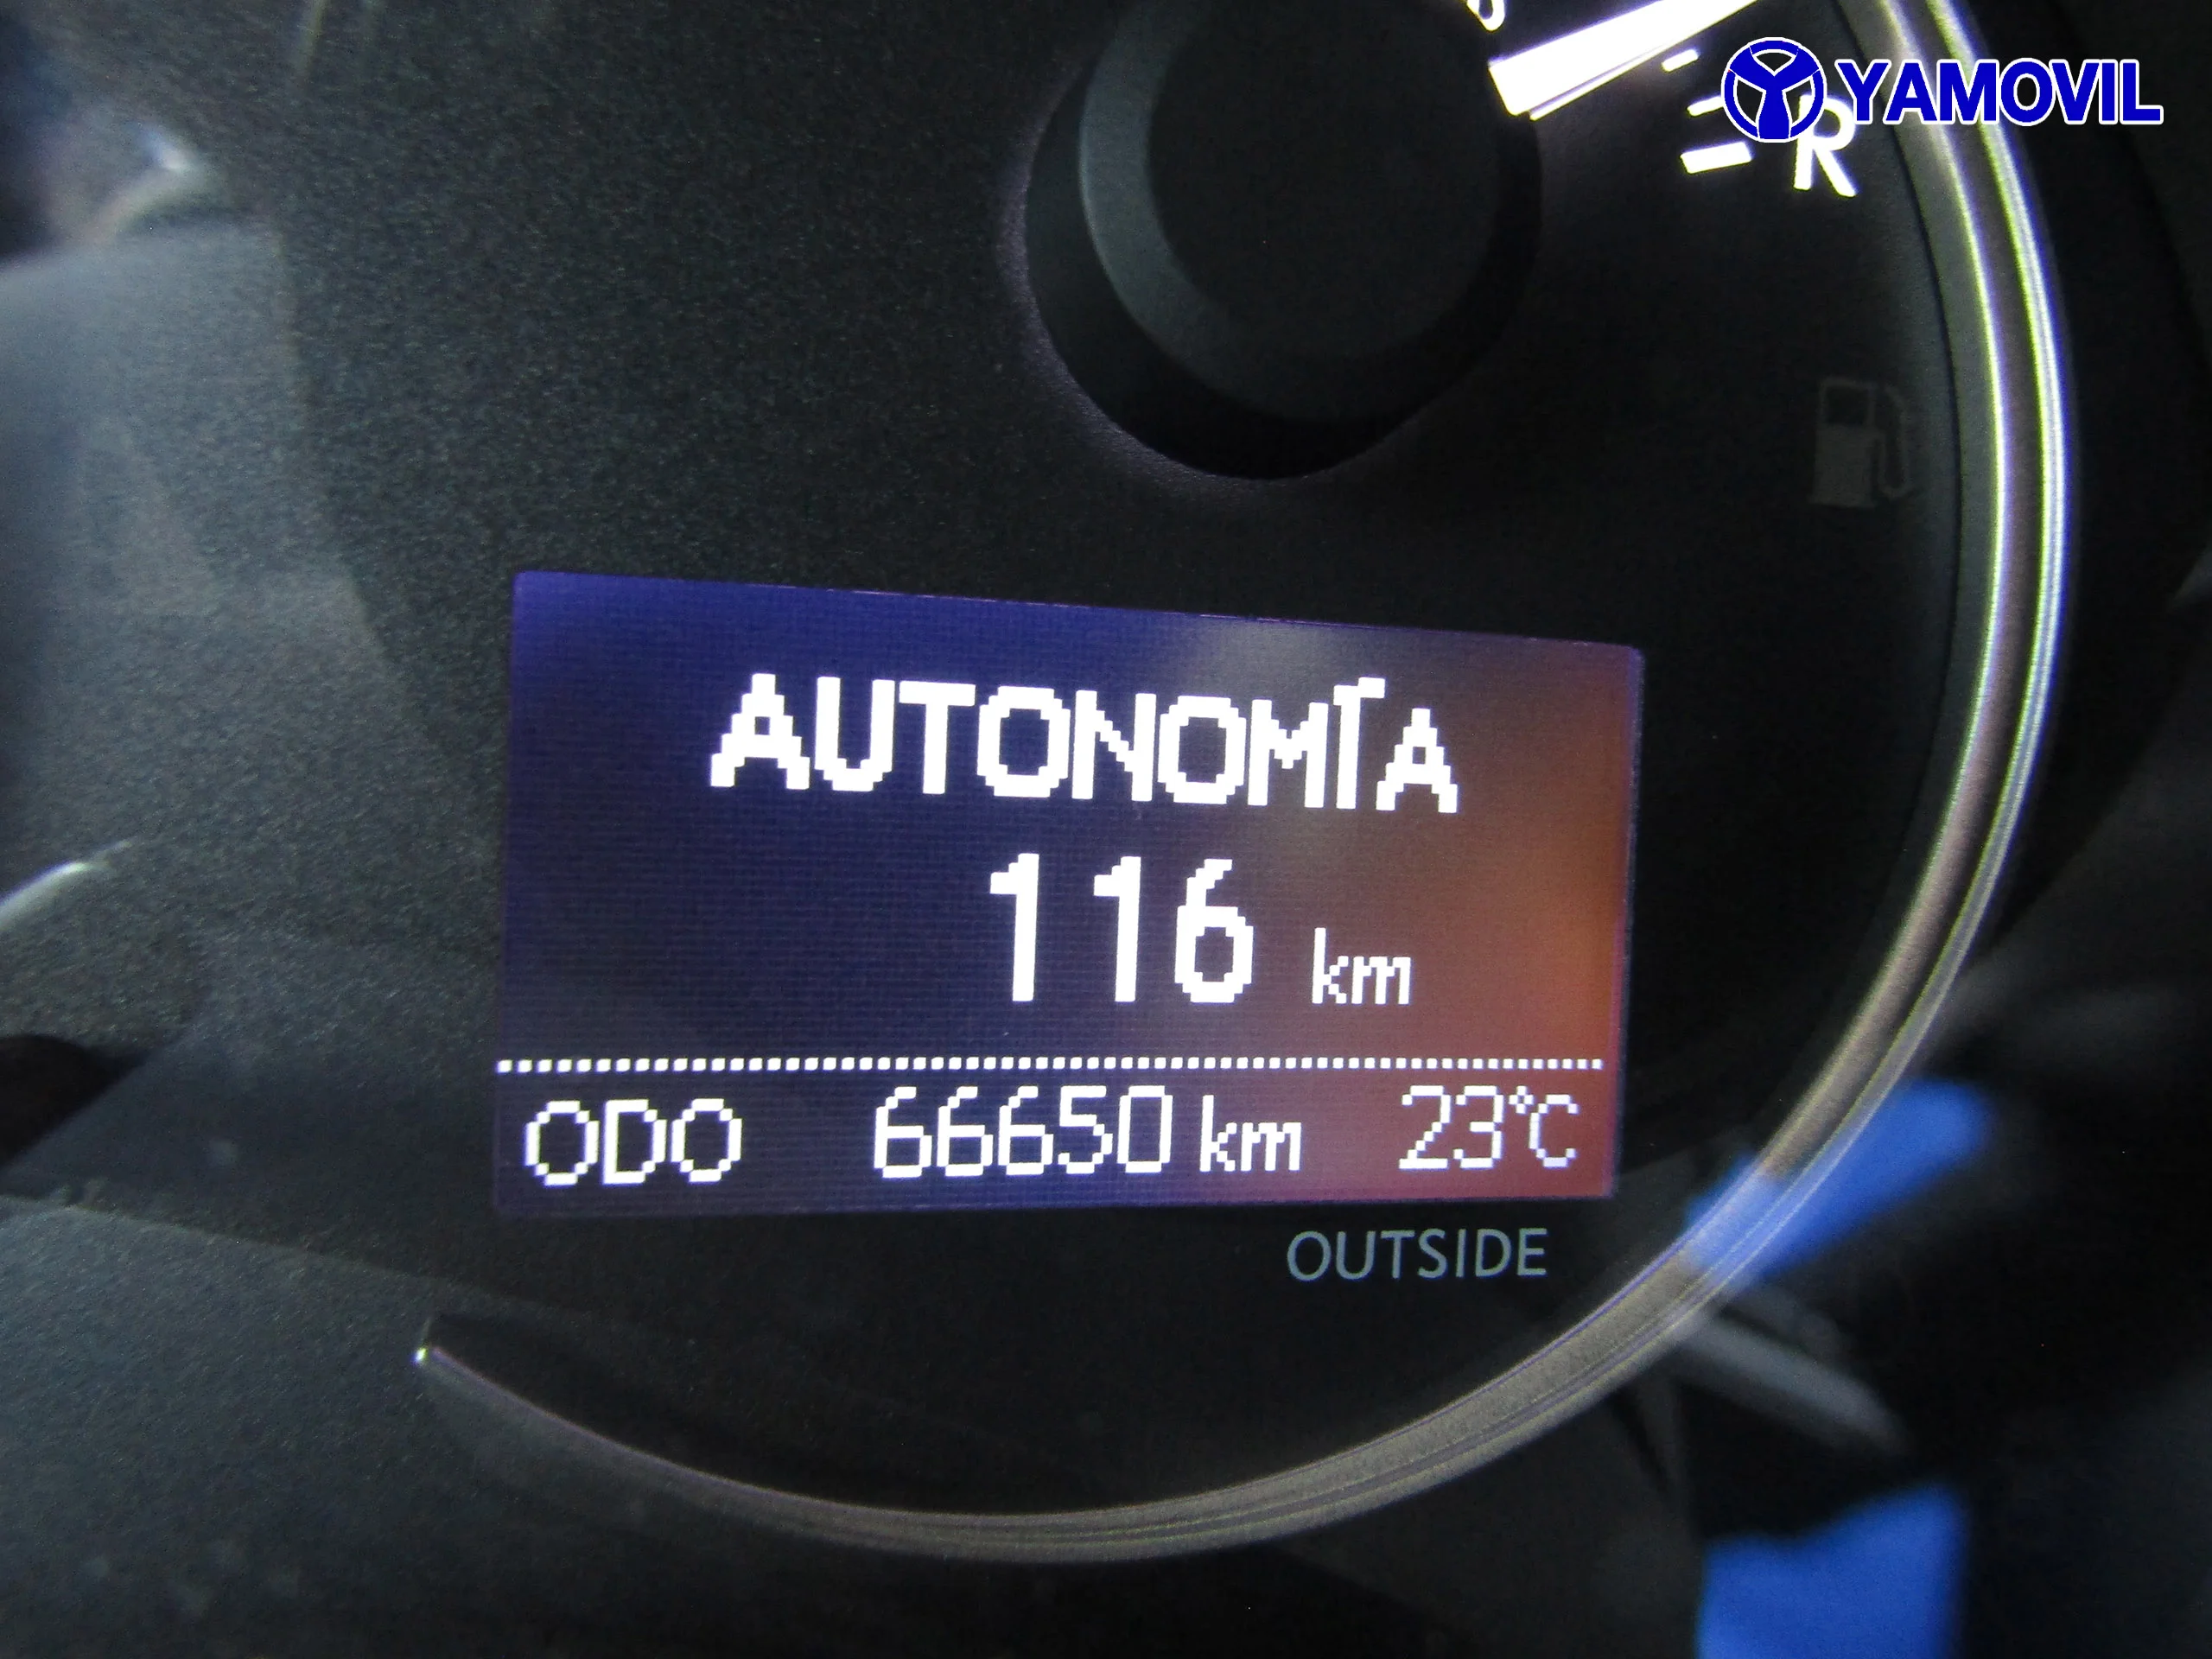 YAMOVIL
R
AUTONOMÍA
116 km
ODO 66650 km 23°C
OUTSIDE